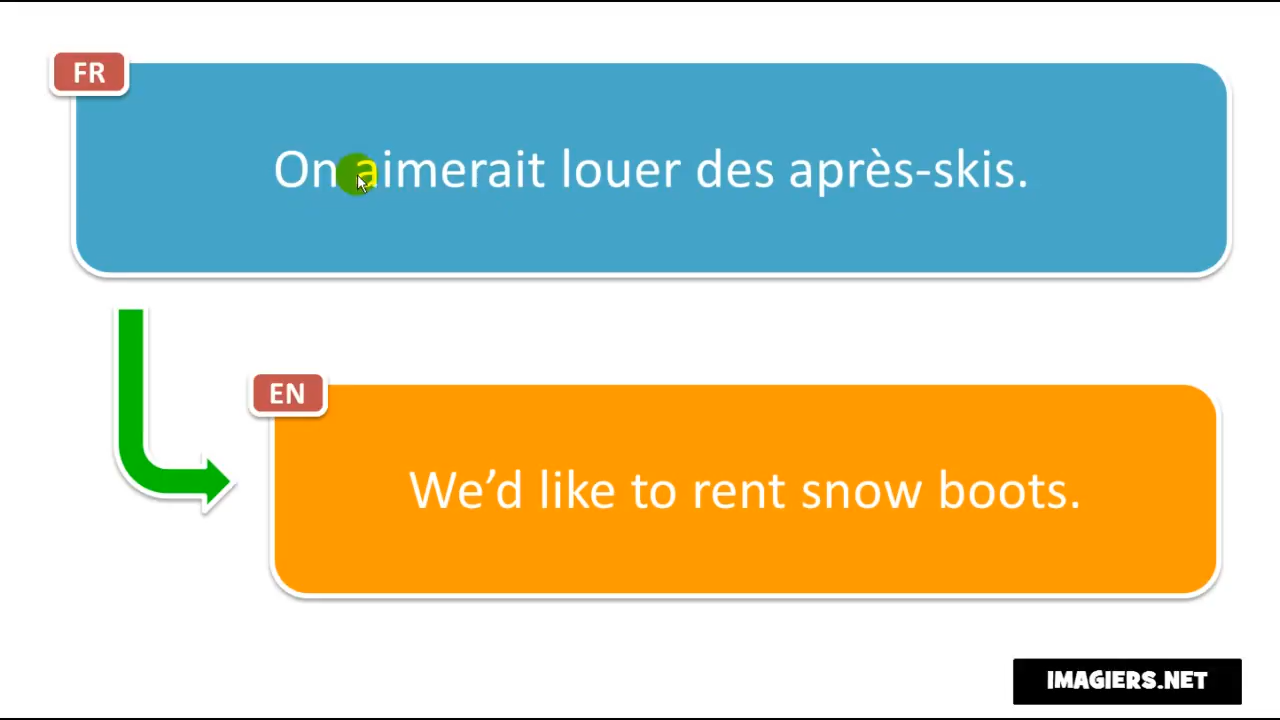 FR
On aimerait louer des après-skis.
EN
We’d like to rent snow boots.
IMAGIERS.NET